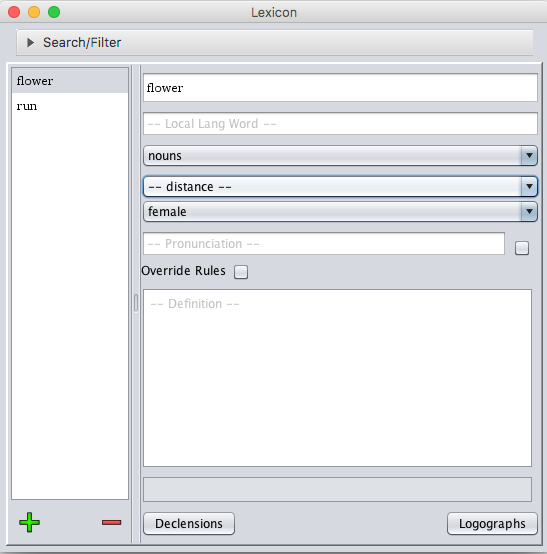 Lexicon
Search/Filter
flower
run
flower
-- Local Lang Word --
nouns
-- distance --
female
-- Pronunciation --
Override Rules
-- Definition --
Declensions
Logographs